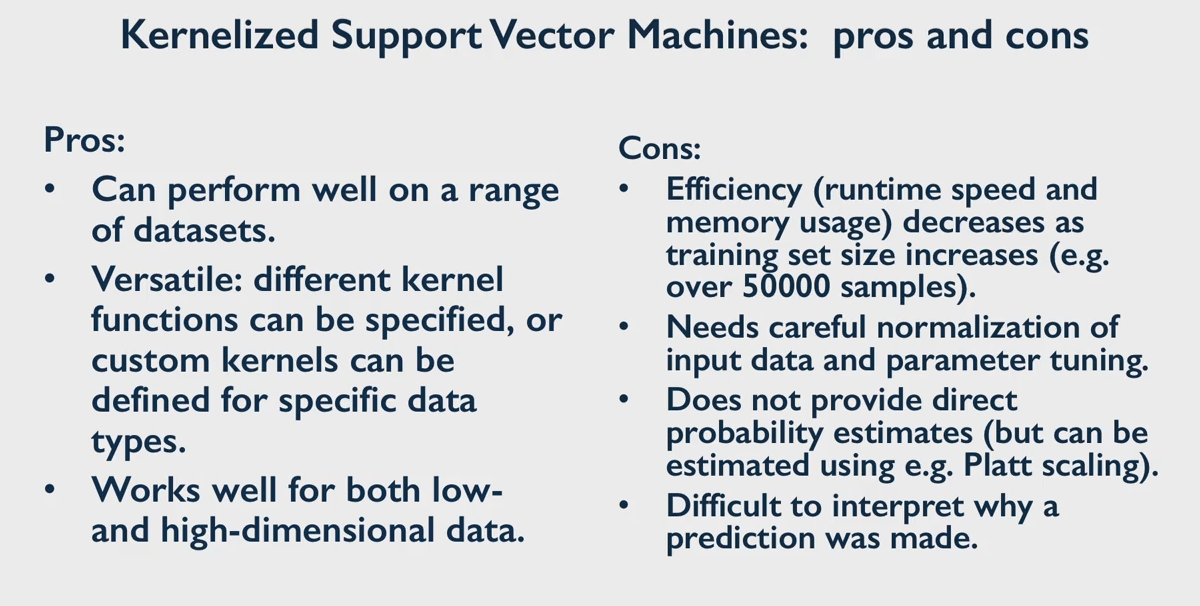 Kernelized Support Vector Machines: pros and cons
Pros:
• Can perform well on a range
of datasets.
• Versatile: different kernel
functions can be specified, or
custom kernels can be
defined for specific data
types.
• Works well for both low-
and high-dimensional data.
Cons:
• Efficiency (runtime speed and
memory usage) decreases as
training set size increases (e.g.
over 50000 samples).
• Needs careful normalization of
input data and parameter tuning.
• Does not provide direct
probability estimates (but can be
estimated using e.g. Platt scaling).
• Difficult to interpret why a
prediction was made.